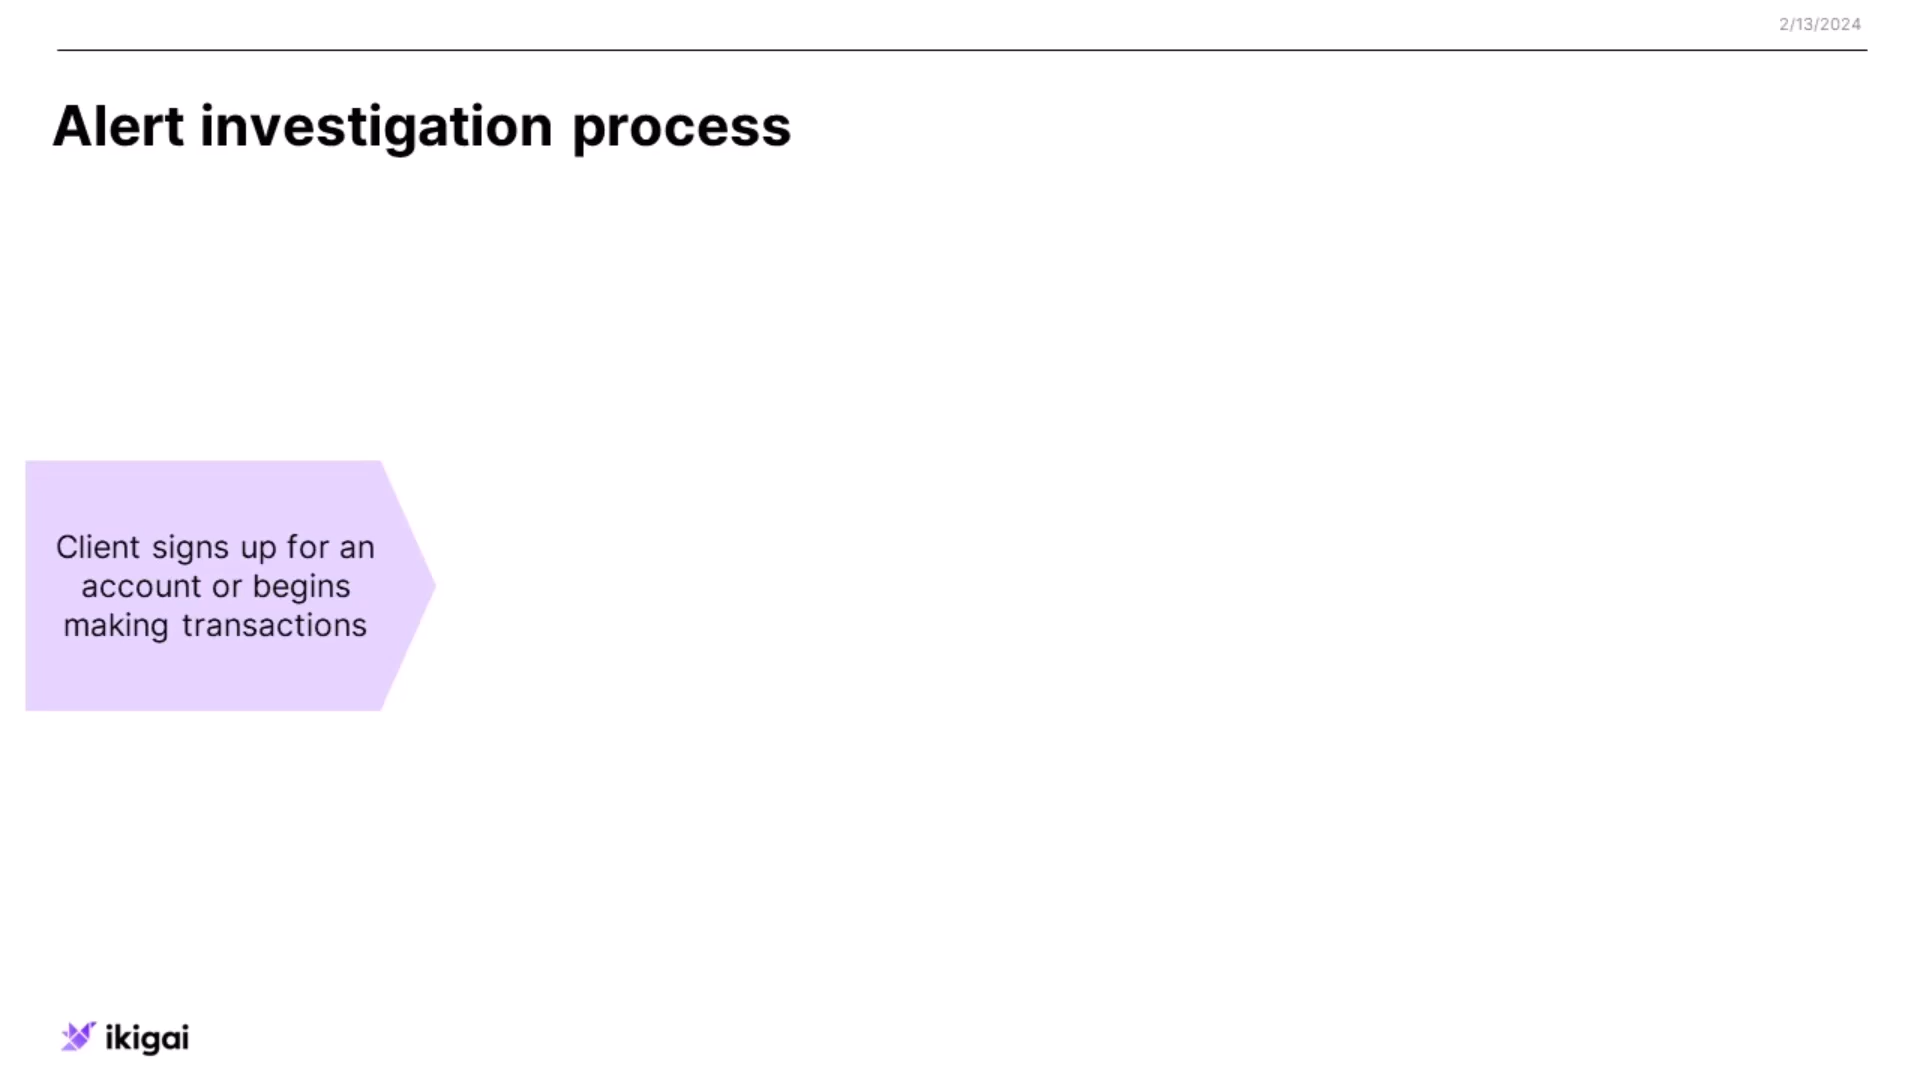 2/13/2024
Alert investigation process
Client signs up for an
account or begins
making transactions
ikigai